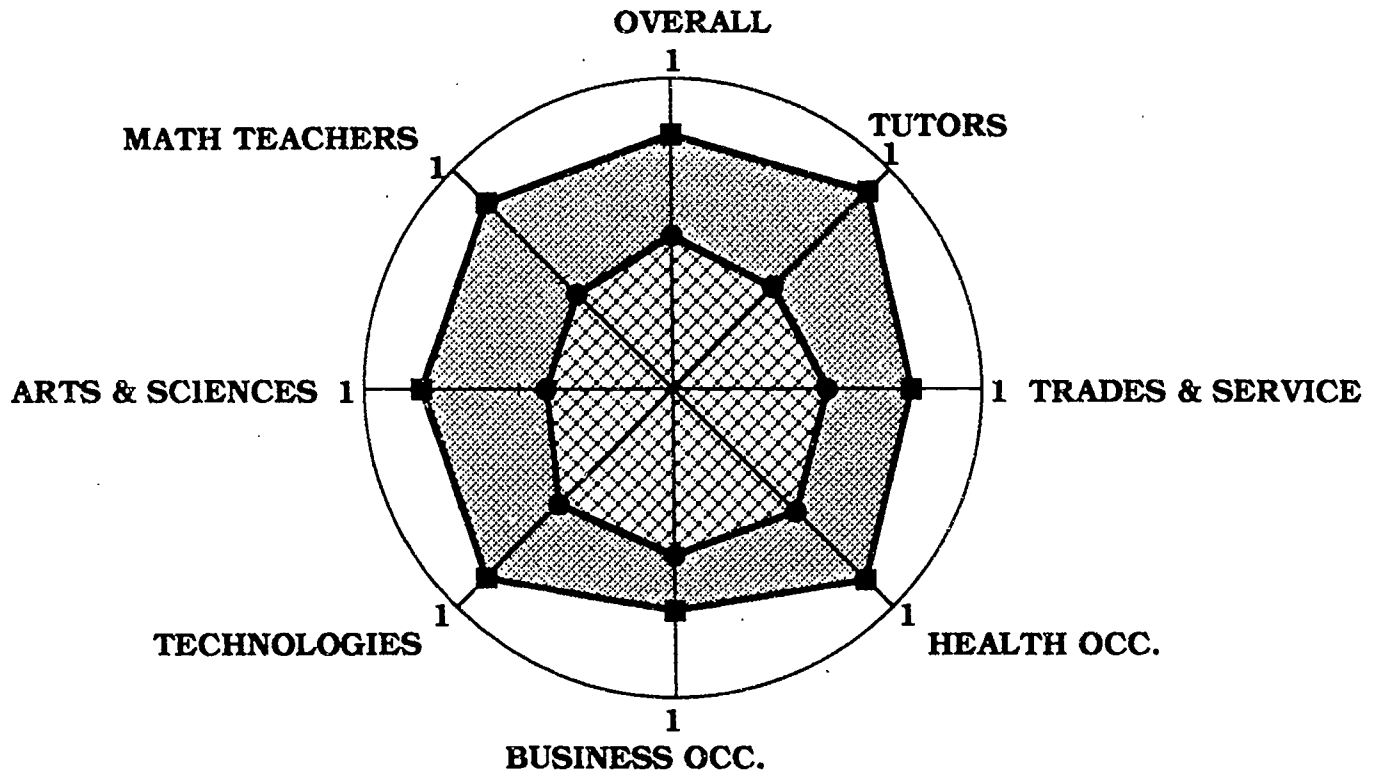 OVERALL
1
MATH TEACHERS
1
TUTORS
1
ARTS & SCIENCES 1
1 TRADES & SERVICE
1
TECHNOLOGIES
1
HEALTH OCC.
1
BUSINESS OCC.